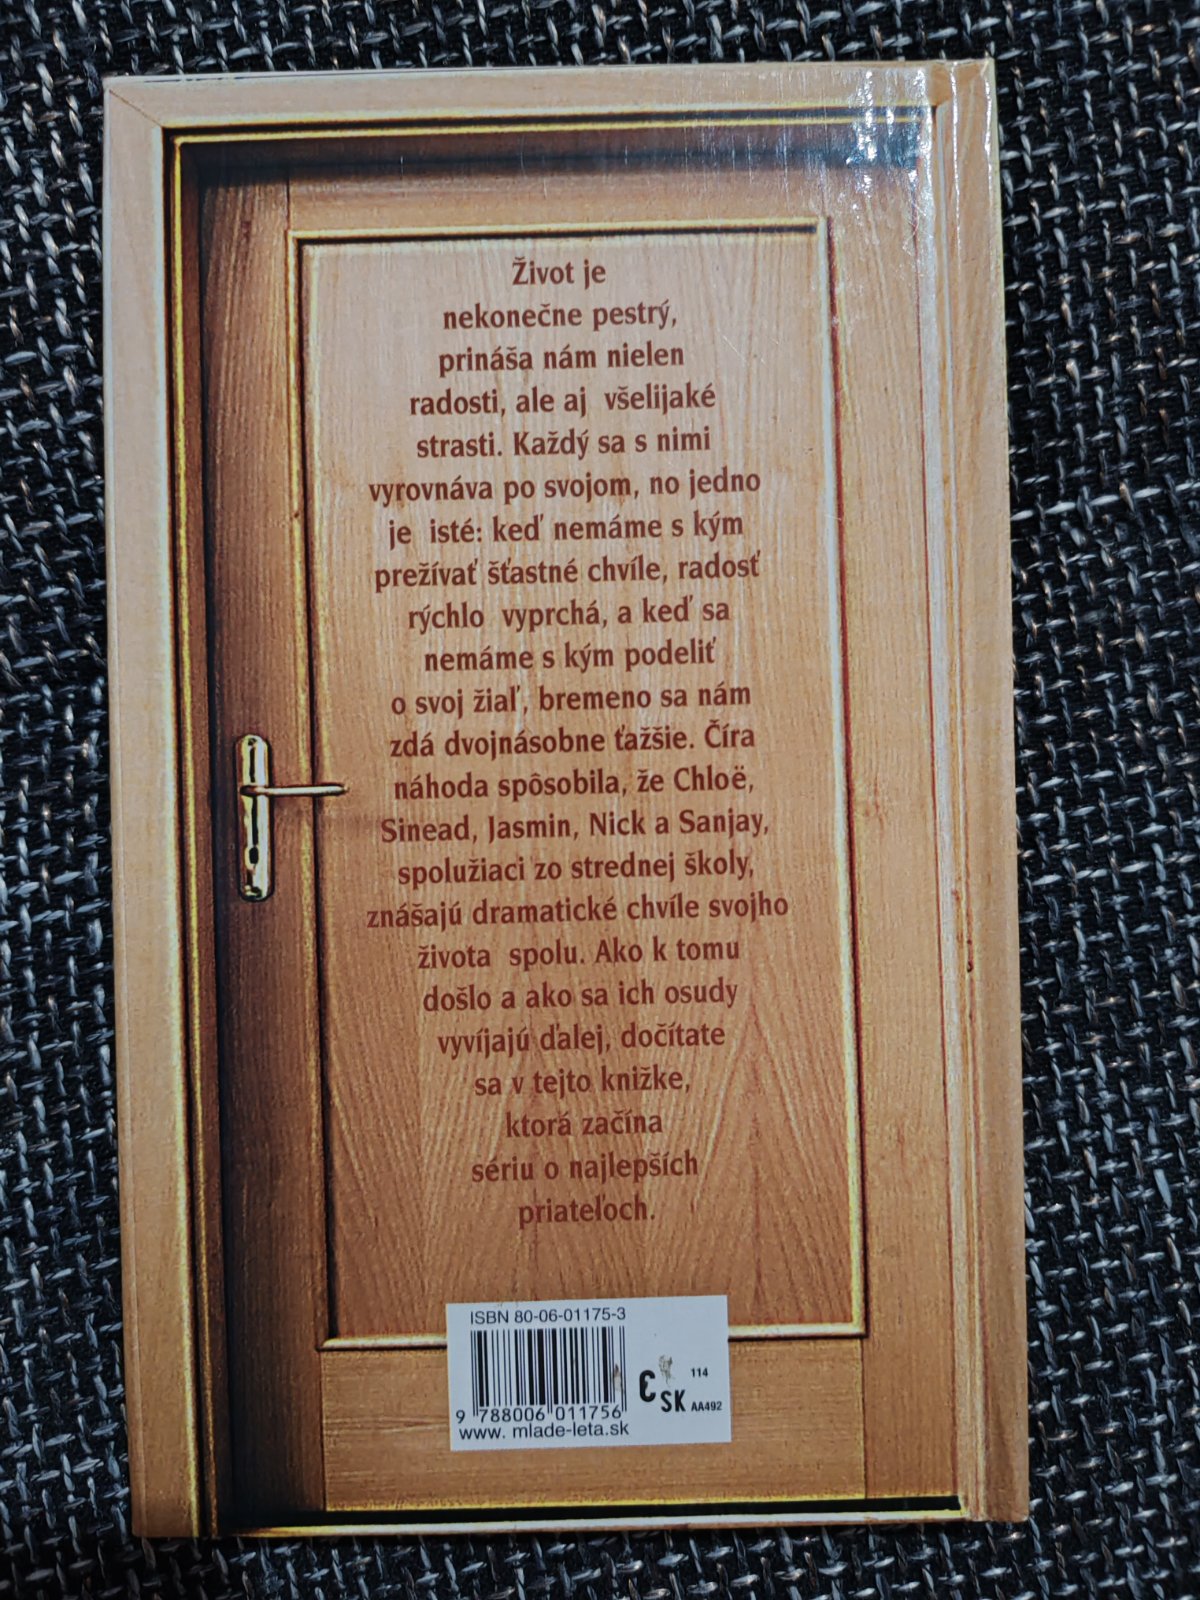 Život je
nekonečne pestrý,
prináša nám nielen
radosti, ale aj všelijaké
strasti. Každý sa s nimi
vyrovnáva po svojom, no jedno
je isté: keď nemáme s kým
prežívať šťastné chvíle, radosť
rýchlo vyprchá, a keď sa
nemáme s kým podeliť
o svoj žiaľ, bremeno sa nám
zdá dvojnásobne ťažšie. Číra
náhoda spôsobila, že Chloë,
Sinead, Jasmin, Nick a Sanjay,
spolužiaci zo strednej školy,
znášajú dramatické chvíle svojho
života spolu. Ako k tomu
došlo a ako sa ich osudy
vyvíjajú ďalej, dočítate
sa v tejto knižke,
ktorá začína
sériu o najlepších
priateľoch.
ISBN 80-06-01175-3
9 788006 011756
www. mlade-leta.sk
SK
114
AA492